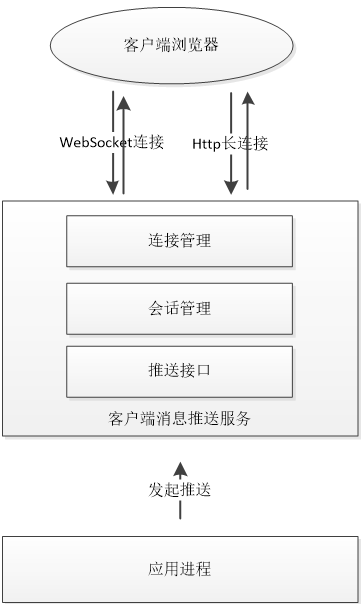 客户端浏览器
WebSocket连接
Http长连接
连接管理
会话管理
推送接口
客户端消息推送服务
发起推送
应用进程